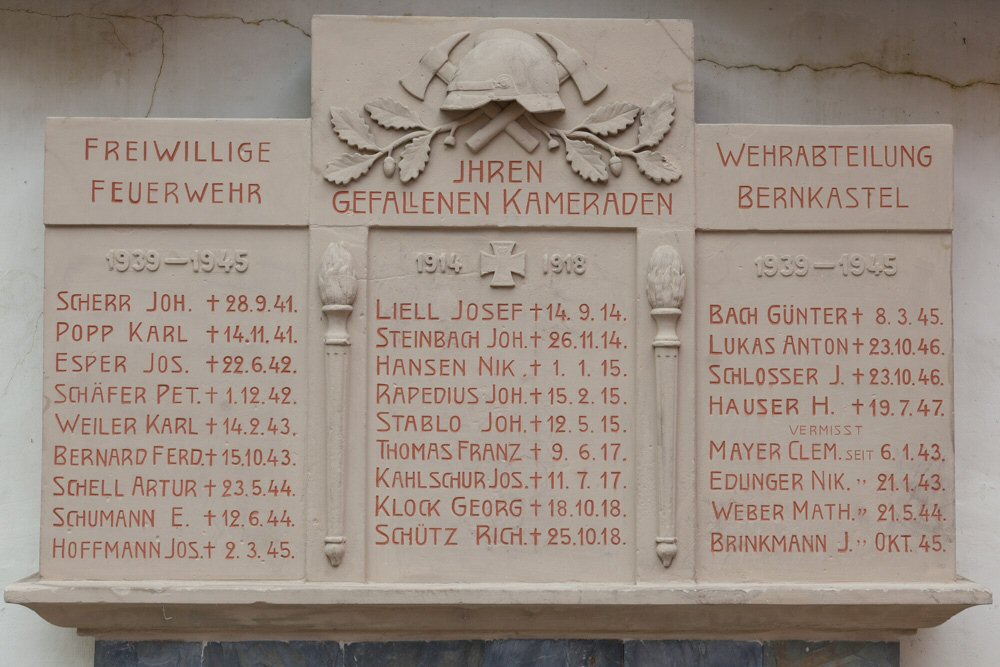 FREIWILLIGE
FEUERWEHR
IHREN
GEFALLENEN KAMERADEN
WEHRABTEILUNG
BERNKASTEL
1939–1945
SCHERR JOH. † 28.9.41.
POPP KARL † 14.11.41.
ESPER JOS. † 22.6.42.
SCHÄFER PET. † 1.12.42.
WEILER KARL † 14.2.43.
BERNARD FERD. † 15.10.43.
SCHELL ARTUR † 23.5.44.
SCHUMANN E. † 12.6.44.
HOFFMANN JOS. † 2.3.45.
1914 1918
LIELL JOSEF † 14.9.14.
STEINBACH JOH. † 26.11.14.
HANSEN NIK. † 1.1.15.
RAPEDIUS JOH. † 15.2.15.
STABLO JOH. † 12.5.15.
THOMAS FRANZ † 9.6.17.
KAHLSCHUR JOS. † 11.7.17.
KLOCK GEORG † 18.10.18.
SCHÜTZ RICH. † 25.10.18.
1939–1945
BACH GÜNTER † 8.3.45.
LUKAS ANTON † 23.10.46.
SCHLOSSER J. † 23.10.46.
HAUSER H. † 19.7.47.
VERMISST
MAYER CLEM. SEIT 6.1.43.
EDLINGER NIK. " 21.1.43.
WEBER MATH. " 21.5.44.
BRINKMANN J. " OKT. 45.